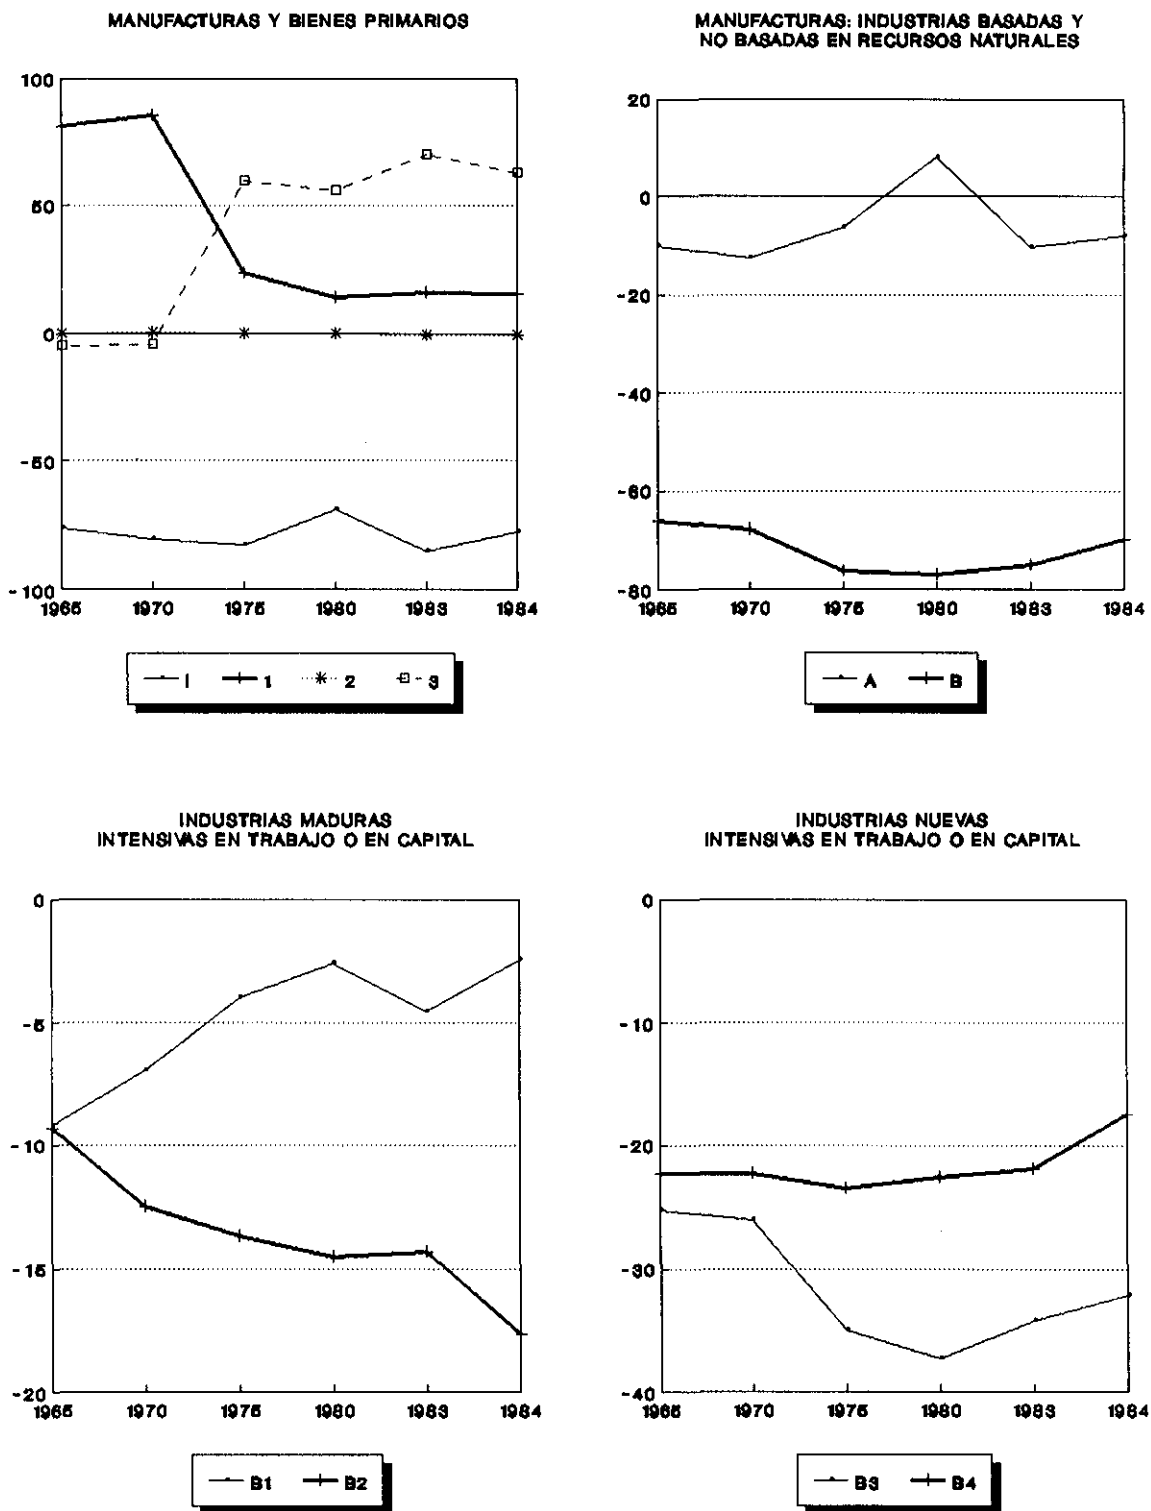 MANUFACTURAS Y BIENES PRIMARIOS
100
50
0
-50
-100
1965 1970 1975 1980 1983 1984
I 1 2 3
MANUFACTURAS: INDUSTRIAS BASADAS Y
NO BASADAS EN RECURSOS NATURALES
20
0
-20
-40
-60
-80
1965 1970 1975 1980 1983 1984
A B
INDUSTRIAS MADURAS
INTENSIVAS EN TRABAJO O EN CAPITAL
0
-5
-10
-15
-20
1965 1970 1975 1980 1983 1984
B1 B2
INDUSTRIAS NUEVAS
INTENSIVAS EN TRABAJO O EN CAPITAL
0
-10
-20
-30
-40
1965 1970 1975 1980 1983 1984
B3 B4